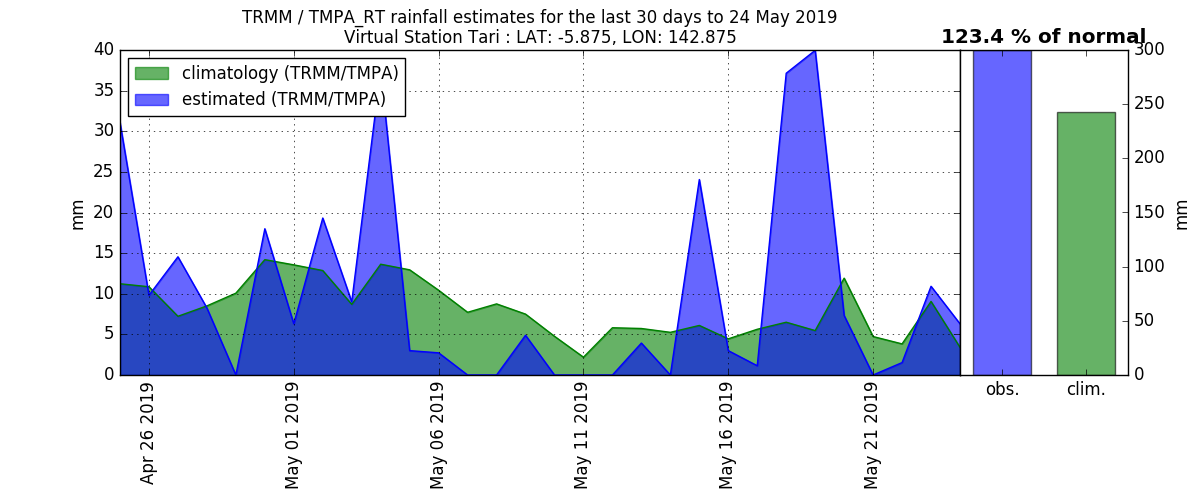 TRMM / TMPA_RT rainfall estimates for the last 30 days to 24 May 2019
Virtual Station Tari : LAT: -5.875, LON: 142.875
123.4 % of normal
climatology (TRMM/TMPA)
estimated (TRMM/TMPA)
mm
40
35
30
25
20
15
10
5
0
Apr 26 2019
May 01 2019
May 06 2019
May 11 2019
May 16 2019
May 21 2019
obs.
clim.
300
250
200
150
100
50
0
mm